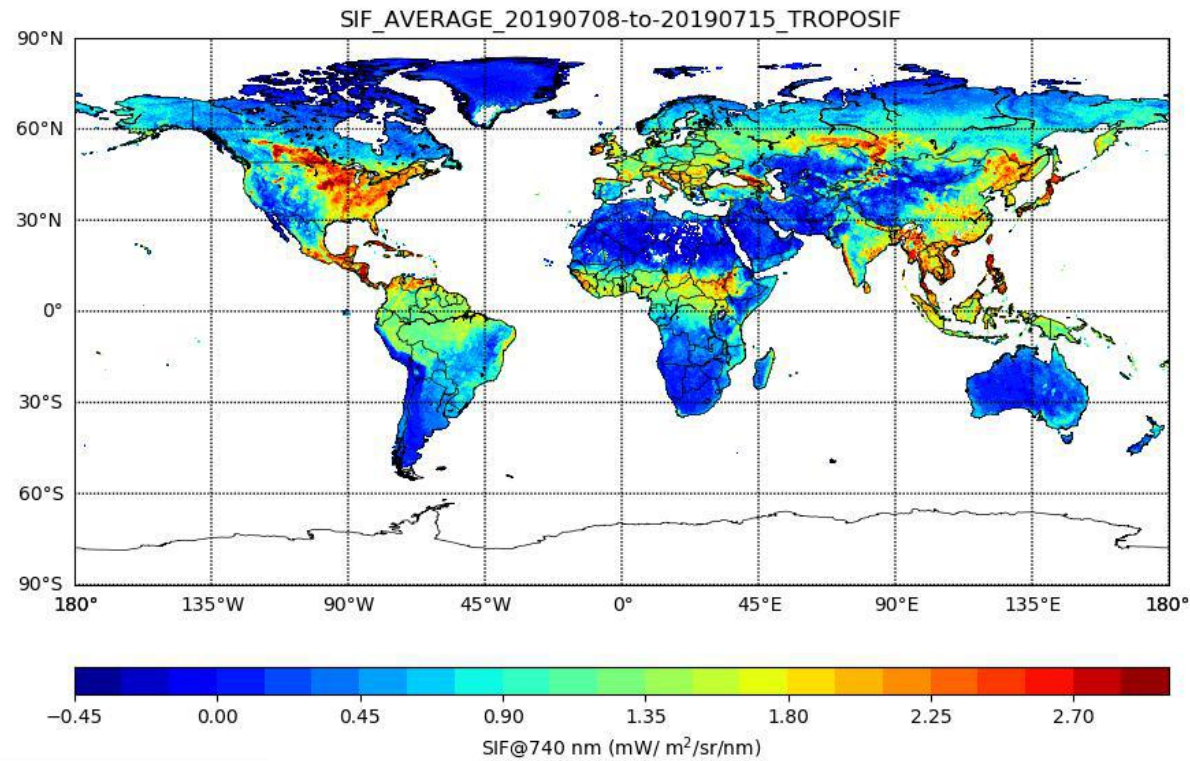 SIF_AVERAGE_20190708-to-20190715_TROPOSIF
90°N
60°N
30°N
0°
30°S
60°S
90°S
180° 135°W 90°W 45°W 0° 45°E 90°E 135°E 180°
−0.45 0.00 0.45 0.90 1.35 1.80 2.25 2.70
SIF@740 nm (mW/ m²/sr/nm)